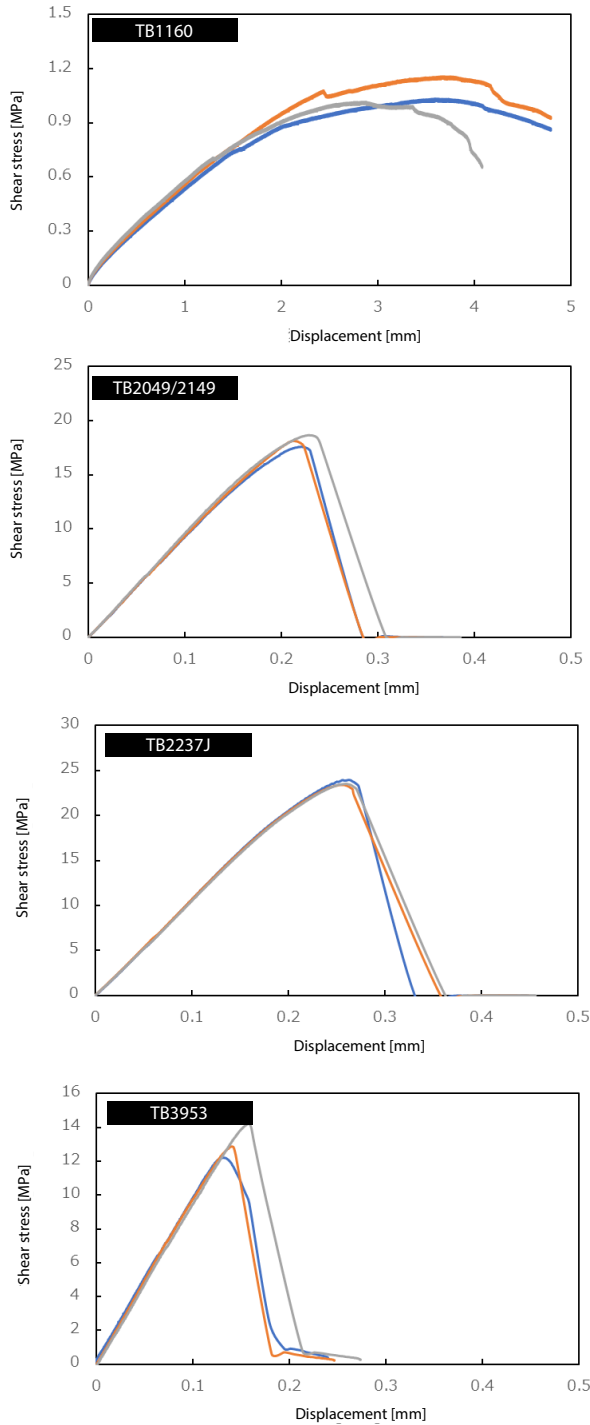 TB1160
Shear stress [MPa]
1.5
1.2
0.9
0.6
0.3
0
0 1 2 3 4 5
Displacement [mm]
TB2049/2149
Shear stress [MPa]
25
20
15
10
5
0
0 0.1 0.2 0.3 0.4 0.5
Displacement [mm]
TB2237J
Shear stress [MPa]
30
25
20
15
10
5
0
0 0.1 0.2 0.3 0.4 0.5
Displacement [mm]
TB3953
Shear stress [MPa]
16
14
12
10
8
6
4
2
0
0 0.1 0.2 0.3 0.4 0.5
Displacement [mm]